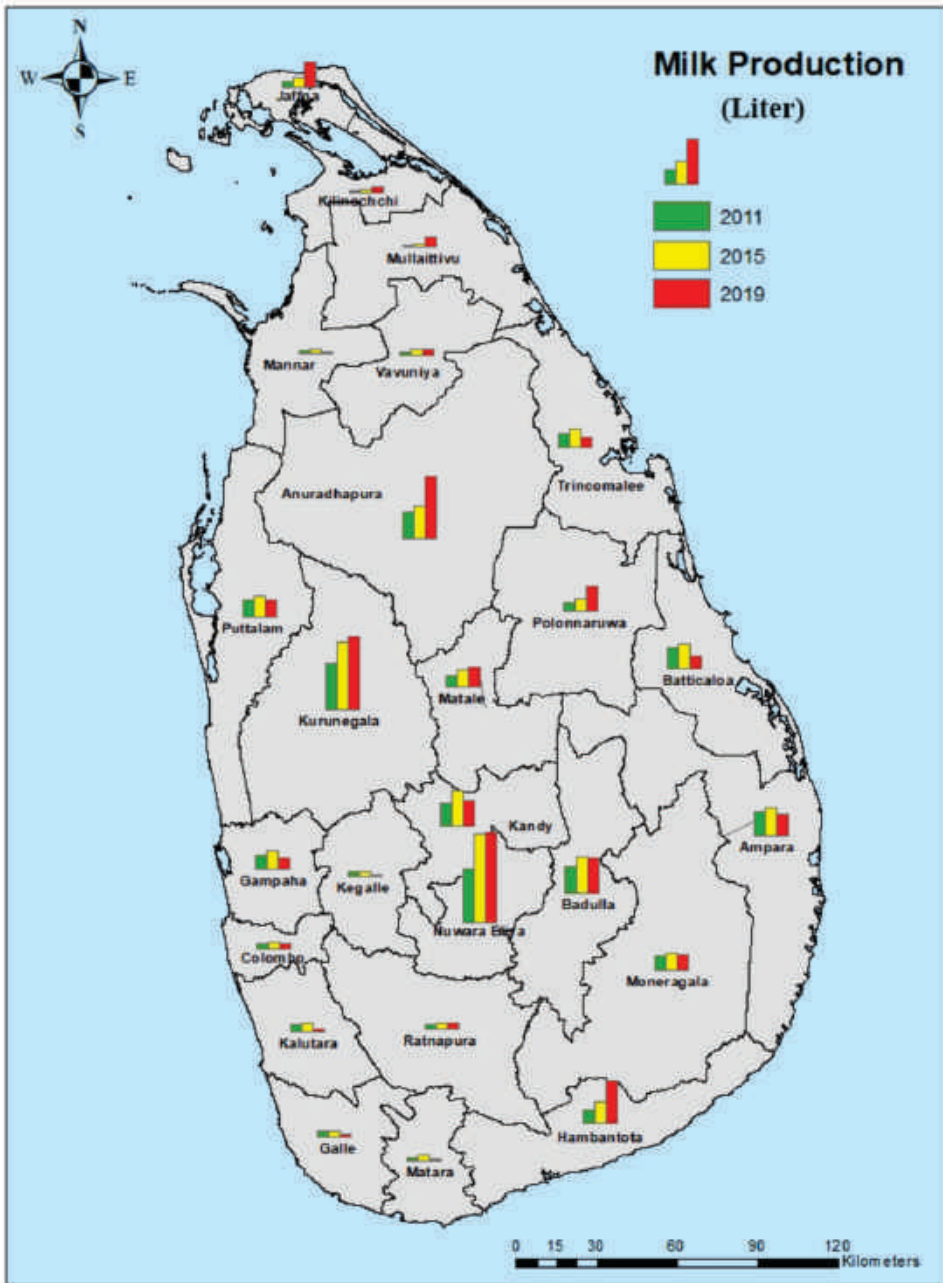 N
W
E
S
Milk Production
(Liter)
2011
2015
2019
Jaffna
Kilinochchi
Mullaittivu
Mannar
Vavuniya
Trincomalee
Anuradhapura
Puttalam
Polonnaruwa
Batticaloa
Matale
Kurunegala
Kandy
Ampara
Gampaha
Kegalle
Badulla
Nuwara Eliya
Colombo
Moneragala
Kalutara
Ratnapura
Hambantota
Galle
Matara
0 15 30 60 90 120
Kilometers